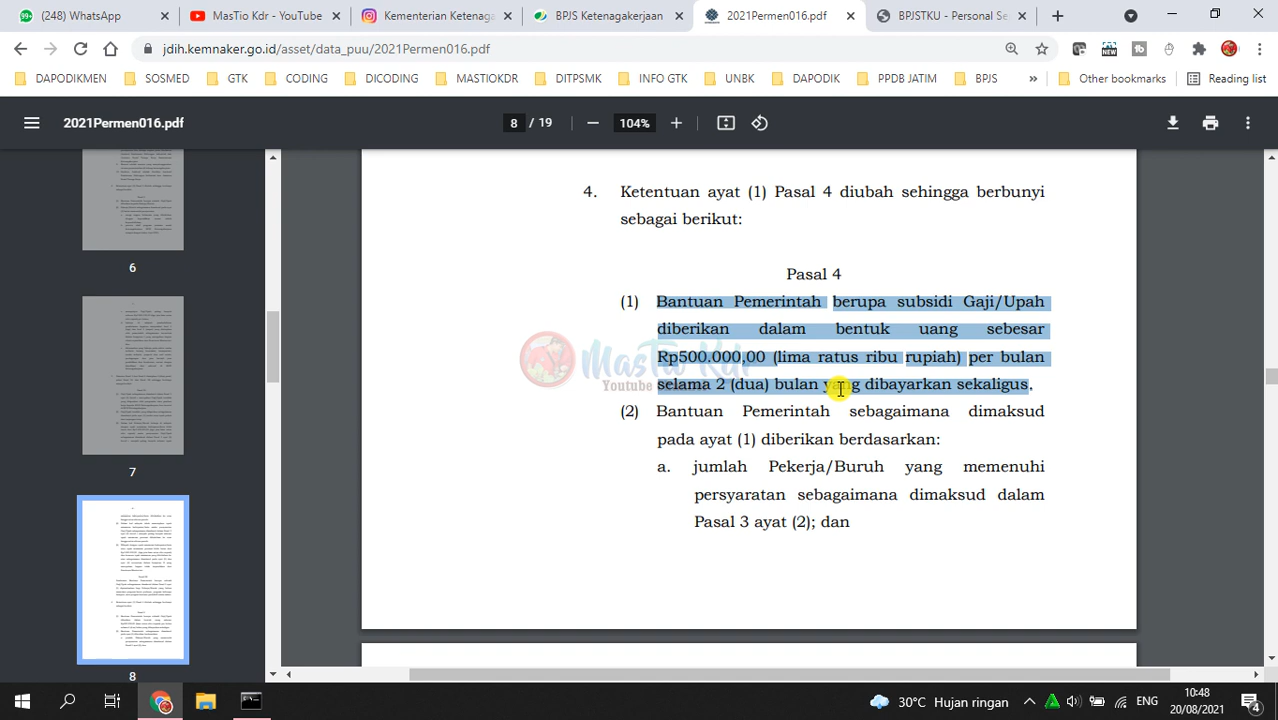 (248) WhatsApp
MasTio Kdr - YouTube
Kementerian Ketenaga
BPJS Ketenagakerjaan
2021Permen016.pdf
BPJSTKU - Personal Se
jdih.kemnaker.go.id/asset/data_puu/2021Permen016.pdf
DAPODIKMEN
SOSMED
GTK
CODING
DICODING
MASTIOKDR
DITPSMK
INFO GTK
UNBK
DAPODIK
PPDB JATIM
BPJS
»
Other bookmarks
Reading list
2021Permen016.pdf
8 / 19
104%
6
7
8
4. Ketentuan ayat (1) Pasal 4 diubah sehingga berbunyi
sebagai berikut:
Pasal 4
(1) Bantuan Pemerintah berupa subsidi Gaji/Upah
diberikan dalam bentuk uang sebesar
Rp500.000,00 (lima ratus ribu rupiah) per bulan
selama 2 (dua) bulan yang dibayarkan sekaligus.
(2) Bantuan Pemerintah sebagaimana dimaksud
pada ayat (1) diberikan berdasarkan:
a. jumlah Pekerja/Buruh yang memenuhi
persyaratan sebagaimana dimaksud dalam
Pasal 3 ayat (2); dan
Youtube
30°C Hujan ringan
ENG
10:48
20/08/2021
4